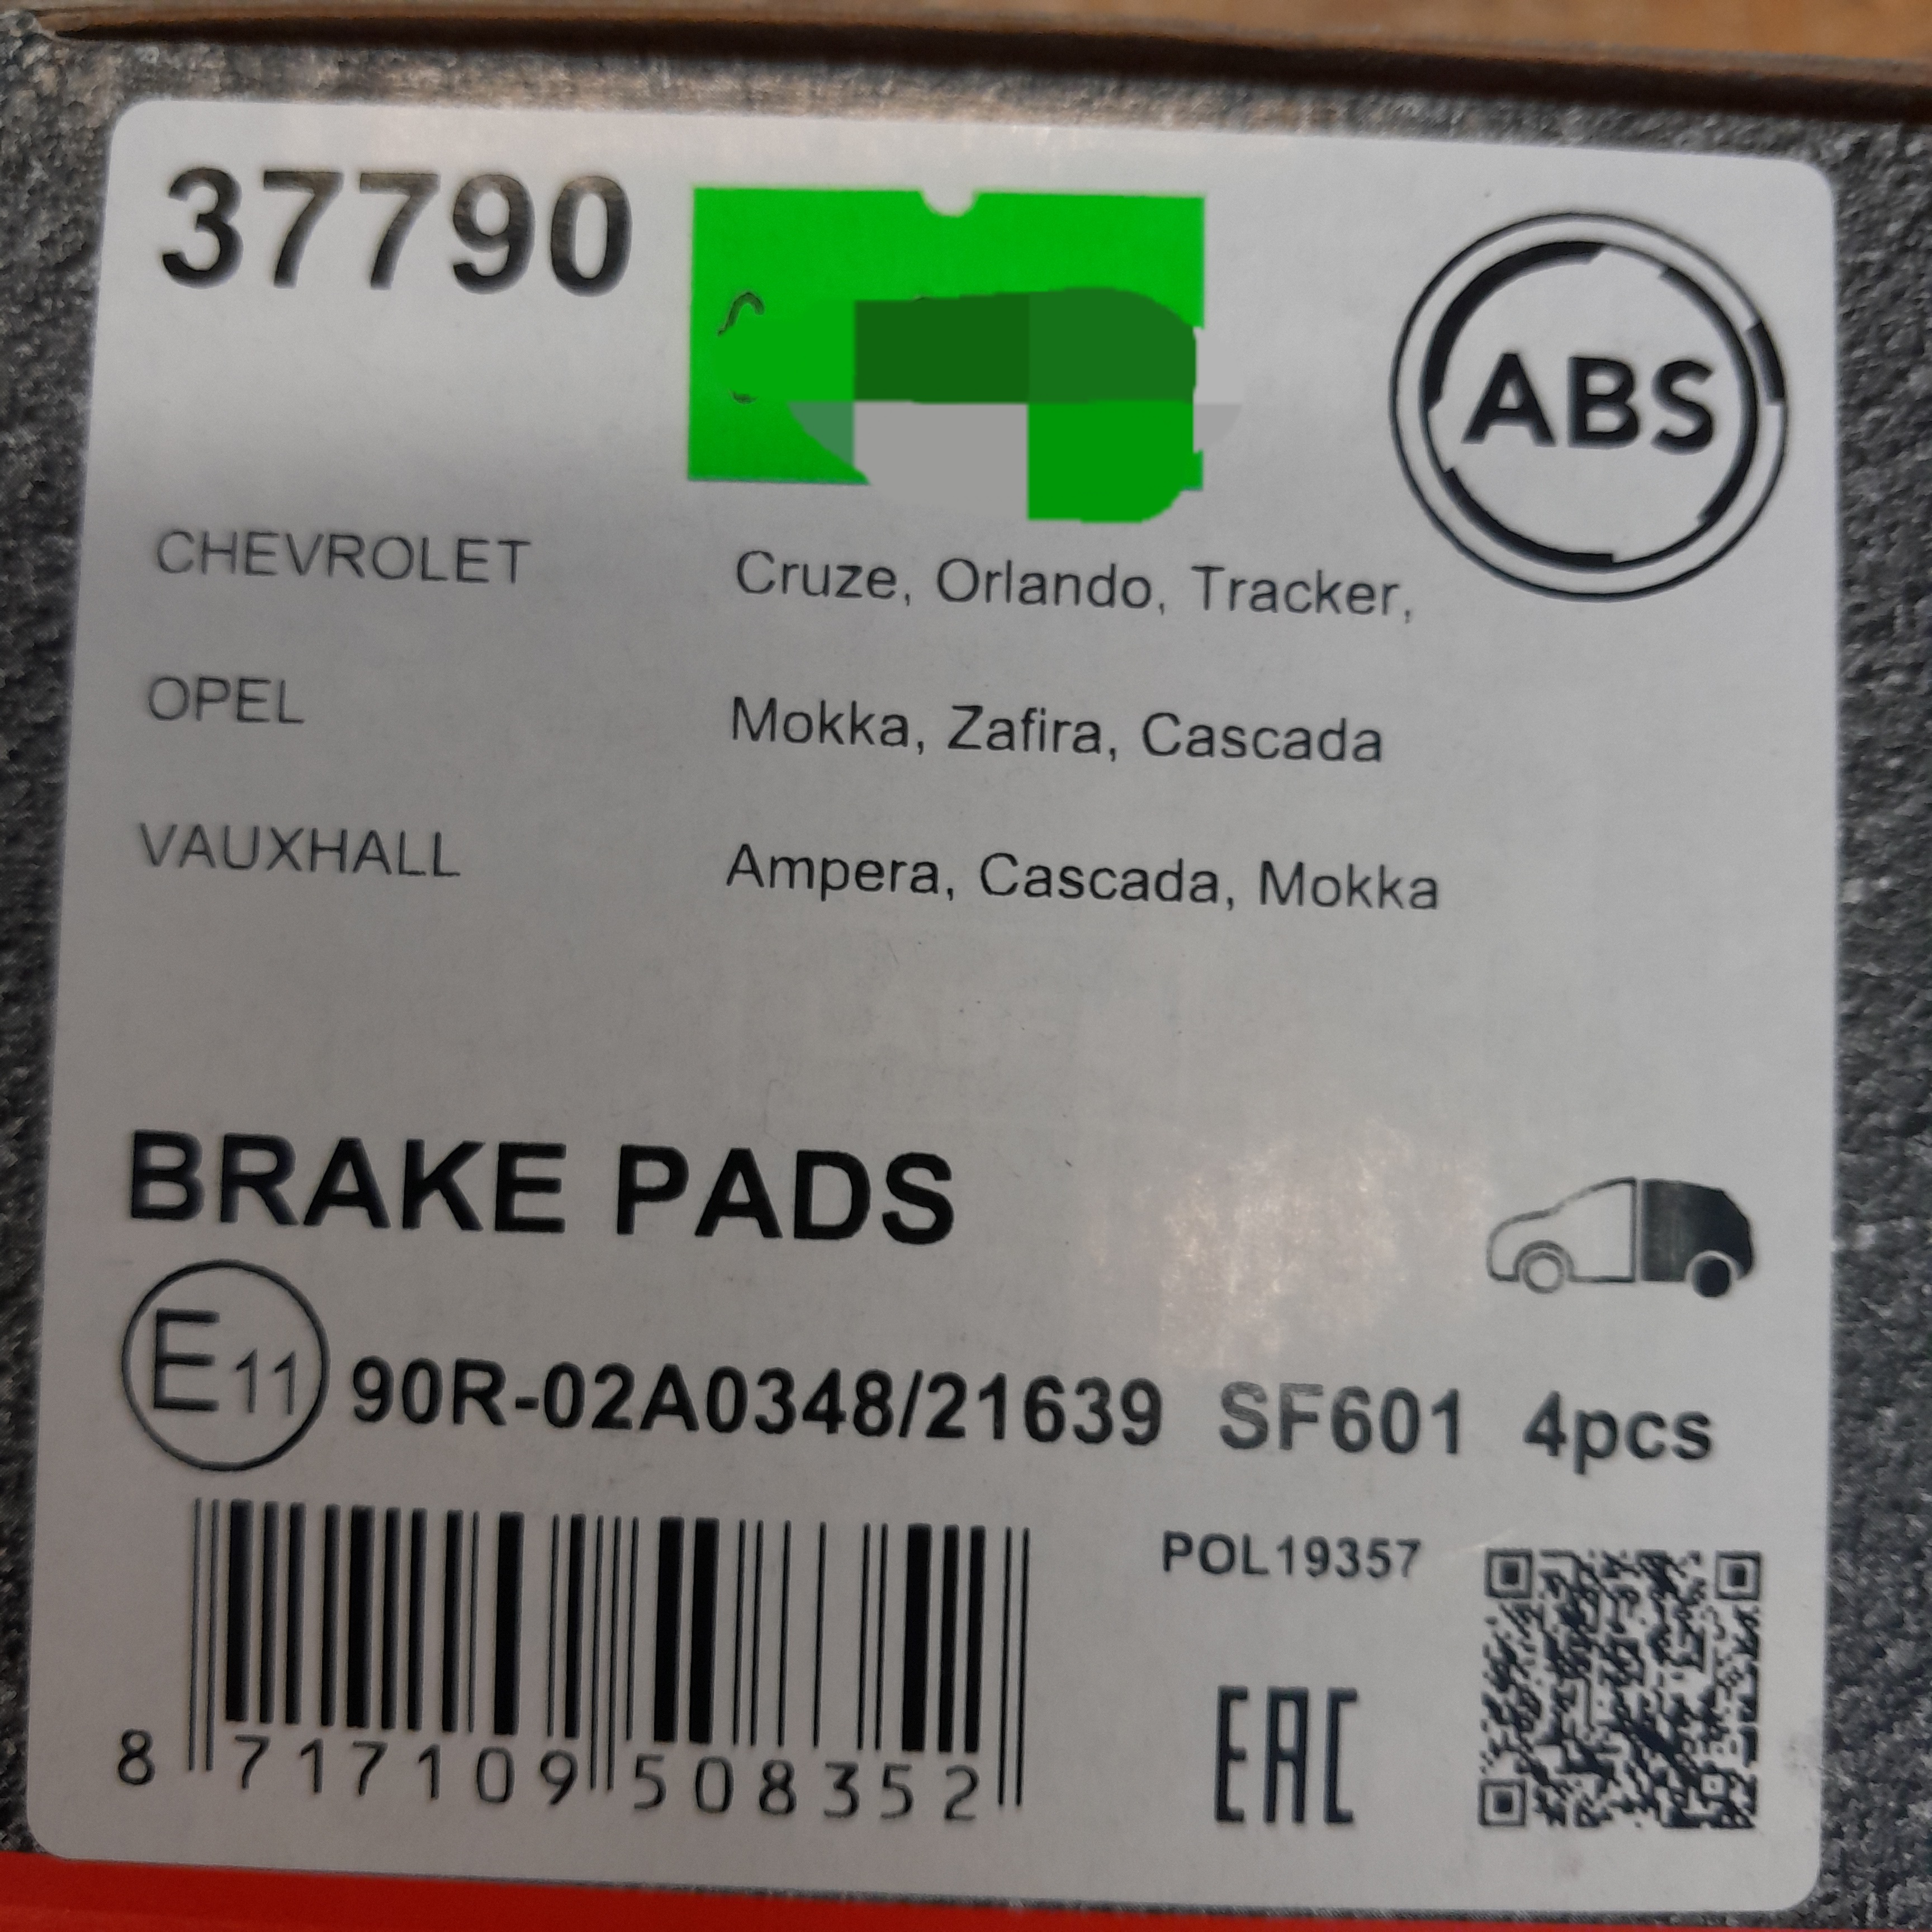 37790
ABS
CHEVROLET Cruze, Orlando, Tracker,
OPEL Mokka, Zafira, Cascada
VAUXHALL Ampera, Cascada, Mokka
BRAKE PADS
E11 90R-02A0348/21639 SF601 4pcs
POL19357
EAC
8 717109 508352